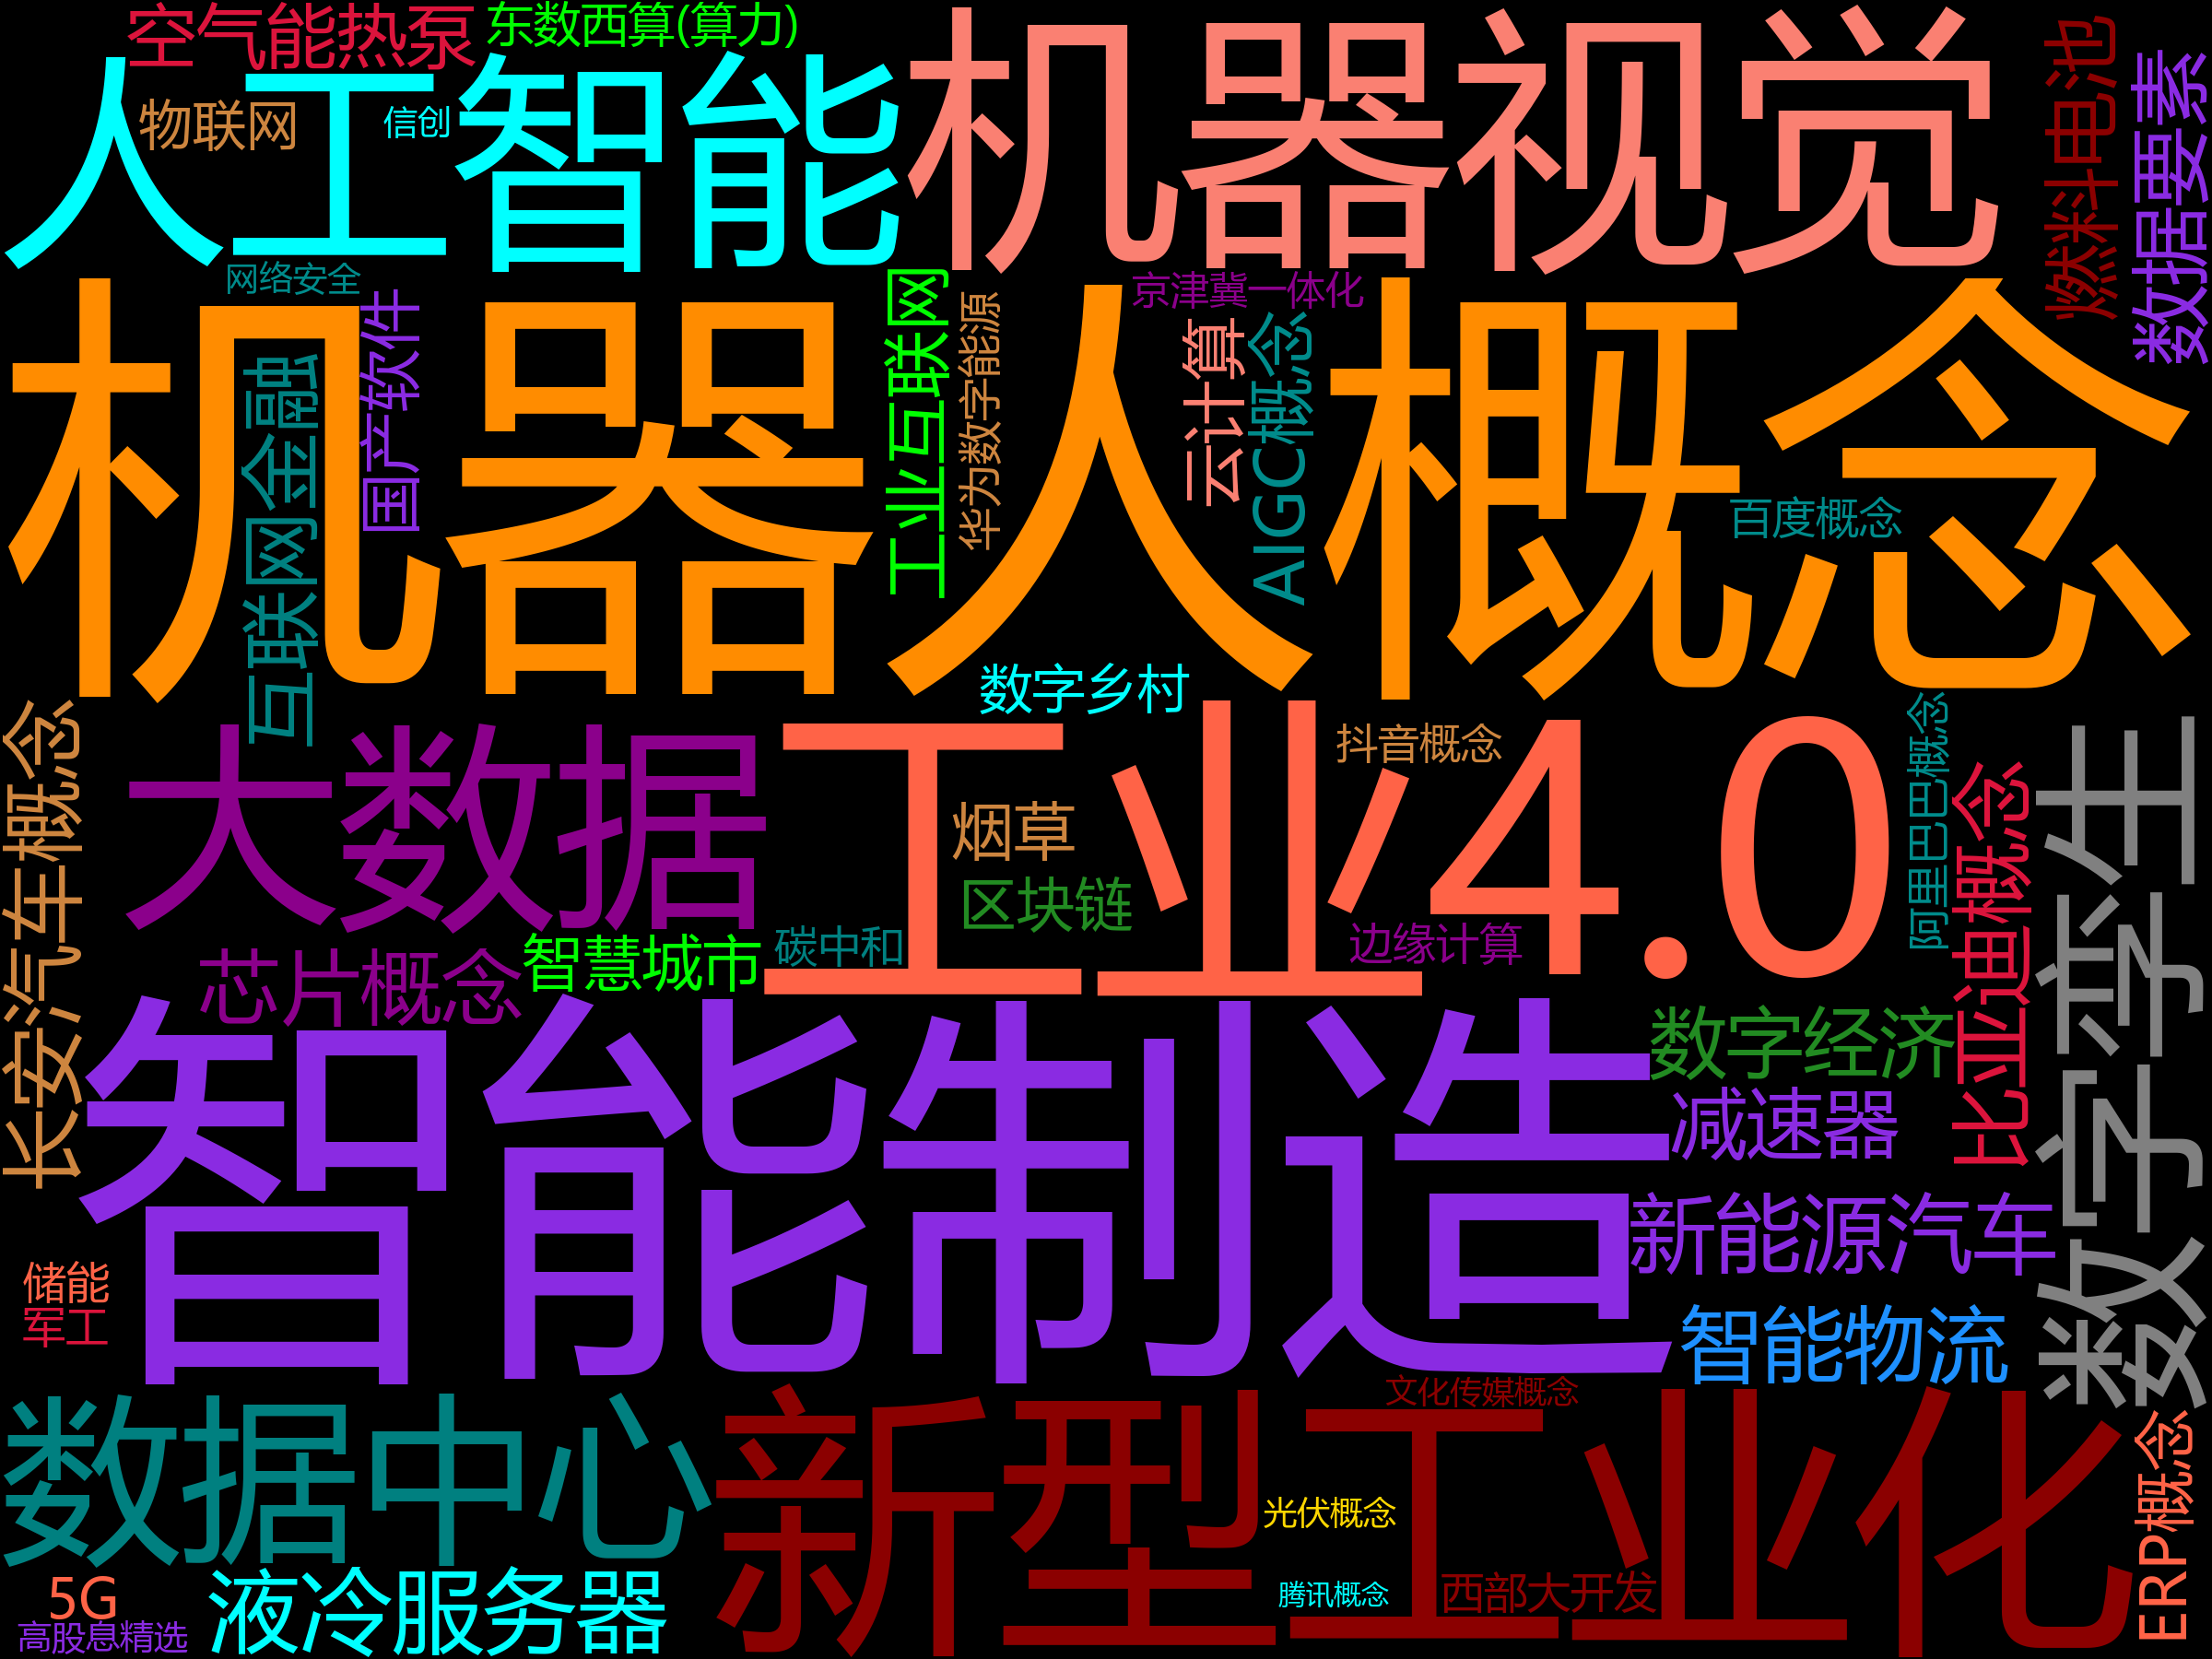 空气能热泵
东数西算(算力)
人工智能
机器视觉
物联网
信创
燃料电池
数据要素
网络安全
国产软件
互联网金融
机器人概念
工业互联网
华为数字能源
京津冀一体化
云计算
AIGC概念
百度概念
数字乡村
长安汽车概念
大数据
工业4.0
抖音概念
烟草
区块链
阿里巴巴概念
比亚迪概念
数字孪生
芯片概念
智慧城市
碳中和
边缘计算
智能制造
数字经济
减速器
新能源汽车
储能
军工
智能物流
数据中心
新型工业化
文化传媒概念
ERP概念
光伏概念
5G
液冷服务器
腾讯概念
西部大开发
高股息精选